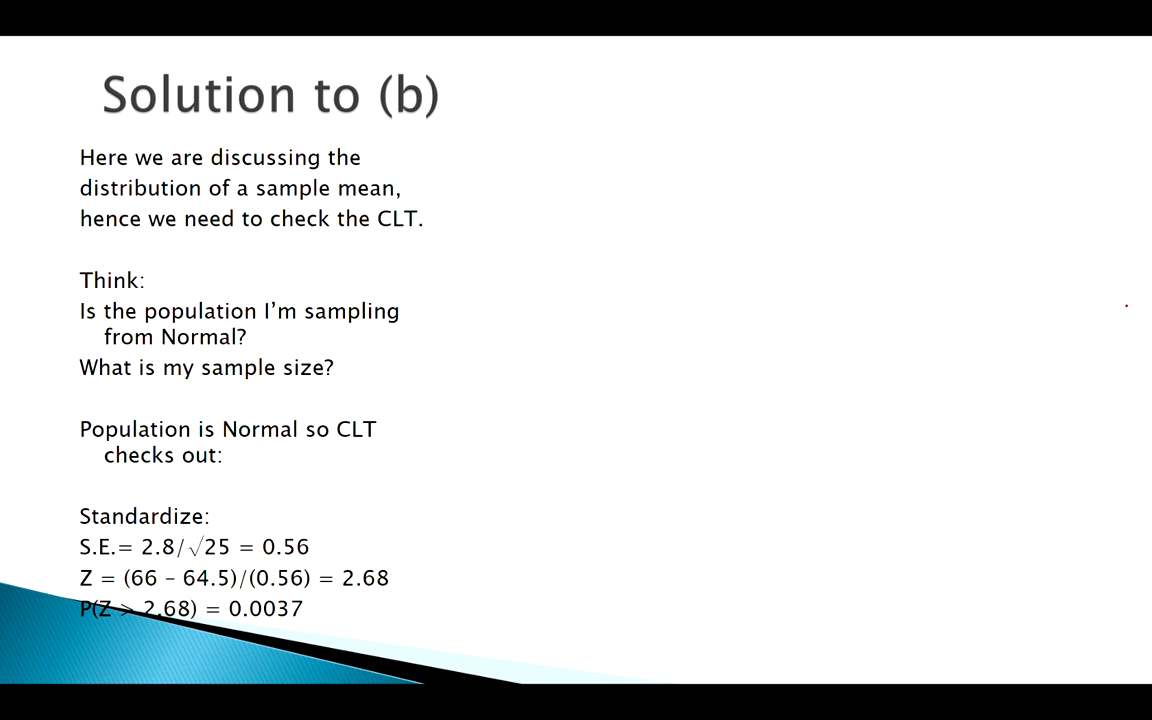 Solution to (b)
Here we are discussing the
distribution of a sample mean,
hence we need to check the CLT.
Think:
Is the population I’m sampling
from Normal?
What is my sample size?
Population is Normal so CLT
checks out:
Standardize:
S.E.= 2.8/√25 = 0.56
Z = (66 – 64.5)/(0.56) = 2.68
P(Z > 2.68) = 0.0037